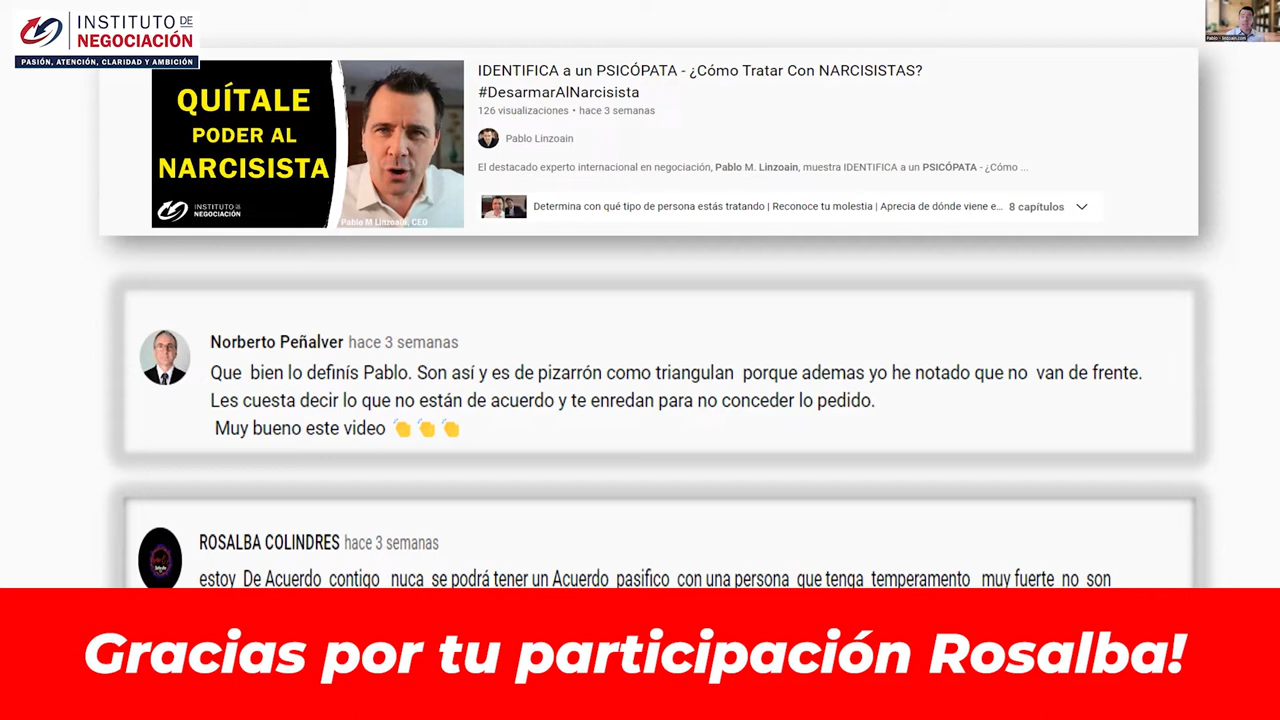 INSTITUTO DE
NEGOCIACIÓN
PASIÓN, ATENCIÓN, CLARIDAD Y AMBICIÓN
Pablo - linzoain.com
QUÍTALE
PODER AL
NARCISISTA
INSTITUTO DE
NEGOCIACIÓN
Pablo M Linzoain, CEO
IDENTIFICA a un PSICÓPATA - ¿Cómo Tratar Con NARCISISTAS?
#DesarmarAlNarcisista
126 visualizaciones • hace 3 semanas
Pablo Linzoain
El destacado experto internacional en negociación, Pablo M. Linzoain, muestra IDENTIFICA a un PSICÓPATA - ¿Cómo ...
Determina con qué tipo de persona estás tratando | Reconoce tu molestia | Aprecia de dónde viene e... 8 capítulos
Norberto Peñalver hace 3 semanas
Que bien lo definís Pablo. Son así y es de pizarrón como triangulan porque ademas yo he notado que no van de frente.
Les cuesta decir lo que no están de acuerdo y te enredan para no conceder lo pedido.
Muy bueno este video 👏👏👏
ROSALBA COLINDRES hace 3 semanas
estoy De Acuerdo contigo nuca se podrá tener un Acuerdo pasifico con una persona que tenga temperamento muy fuerte no son
Gracias por tu participación Rosalba!